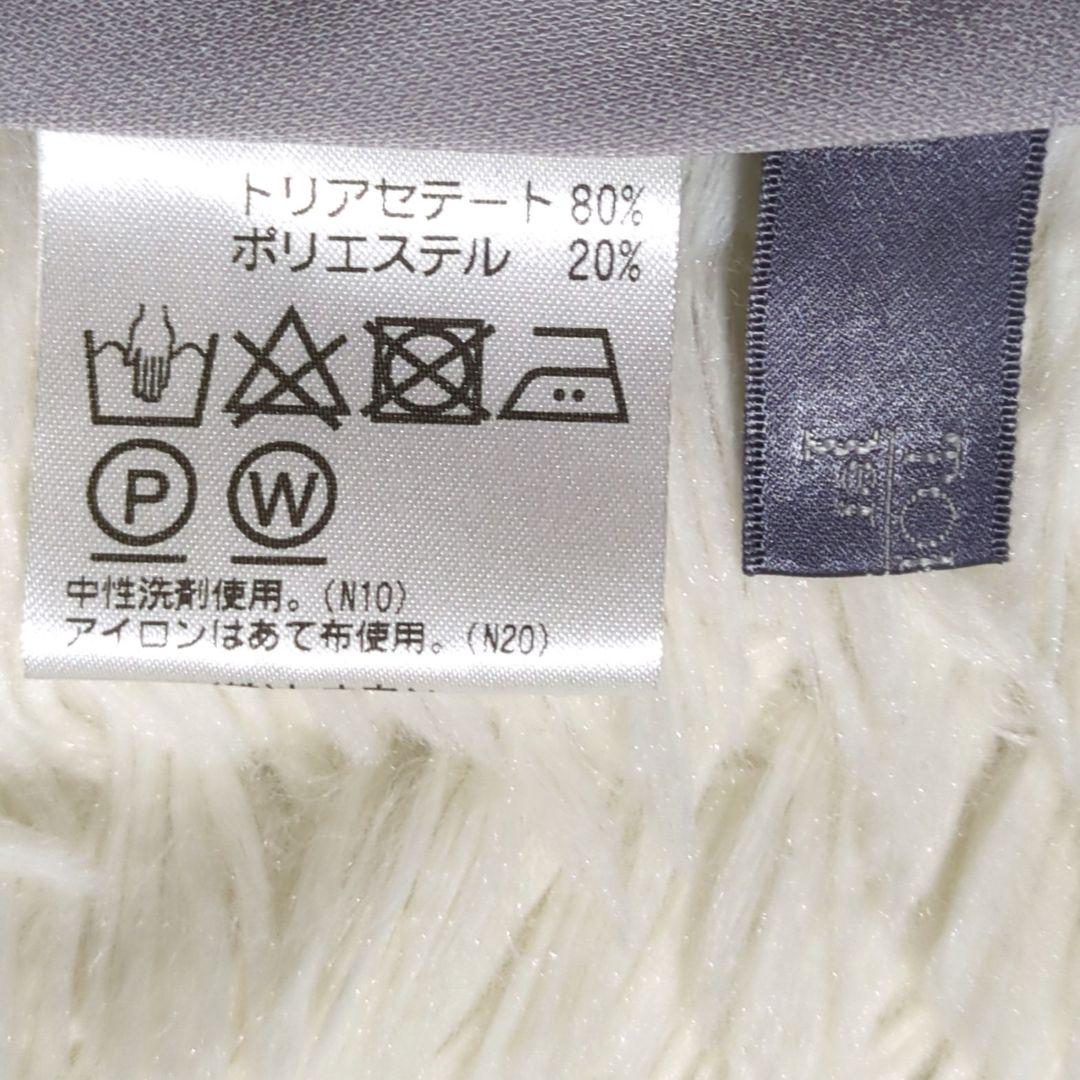 トリアセテート 80%
ポリエステル 20%
P W
中性洗剤使用。(N10)
アイロンはあて布使用。(N20)